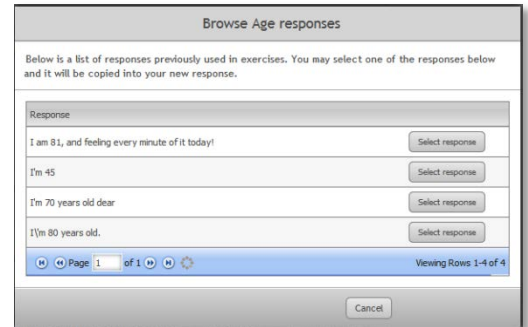 Browse Age responses
Below is a list of responses previously used in exercises. You may select one of the responses below
and it will be copied into your new response.
Response
I am 81, and feeling every minute of it today! Select response
I'm 45 Select response
I'm 70 years old dear Select response
I\'m 80 years old. Select response
Page 1 of 1 Viewing Rows 1-4 of 4
Cancel